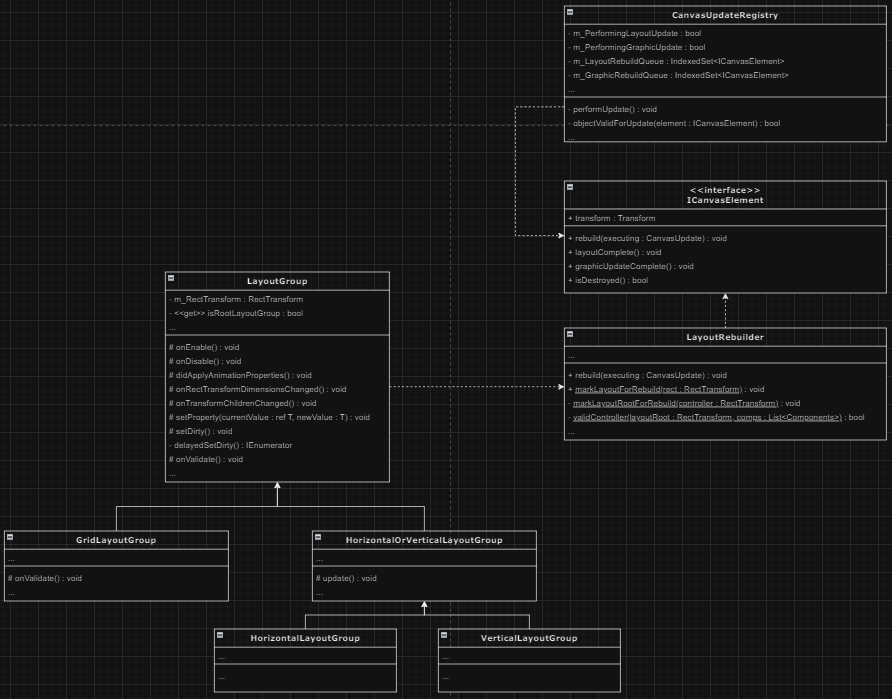 CanvasUpdateRegistry
- m_PerformingLayoutUpdate : bool
- m_PerformingGraphicUpdate : bool
- m_LayoutRebuildQueue : IndexedSet<ICanvasElement>
- m_GraphicRebuildQueue : IndexedSet<ICanvasElement>
...
- performUpdate() : void
- objectValidForUpdate(element : ICanvasElement) : bool
...
<<interface>>
ICanvasElement
+ transform : Transform
+ rebuild(executing : CanvasUpdate) : void
+ layoutComplete() : void
+ graphicUpdateComplete() : void
+ isDestroyed() : bool
LayoutGroup
- m_RectTransform : RectTransform
- <<get>> isRootLayoutGroup : bool
...
# onEnable() : void
# onDisable() : void
# didApplyAnimationProperties() : void
# onRectTransformDimensionsChanged() : void
# onTransformChildrenChanged() : void
# setProperty(currentValue : ref T, newValue : T) : void
# setDirty() : void
- delayedSetDirty() : IEnumerator
# onValidate() : void
...
LayoutRebuilder
...
+ rebuild(executing : CanvasUpdate) : void
+ markLayoutForRebuild(rect : RectTransform) : void
- markLayoutRootForRebuild(controller : RectTransform) : void
- validController(layoutRoot : RectTransform, comps : List<Components>) : bool
...
GridLayoutGroup
...
# onValidate() : void
...
HorizontalOrVerticalLayoutGroup
...
# update() : void
...
HorizontalLayoutGroup
...
...
VerticalLayoutGroup
...
...